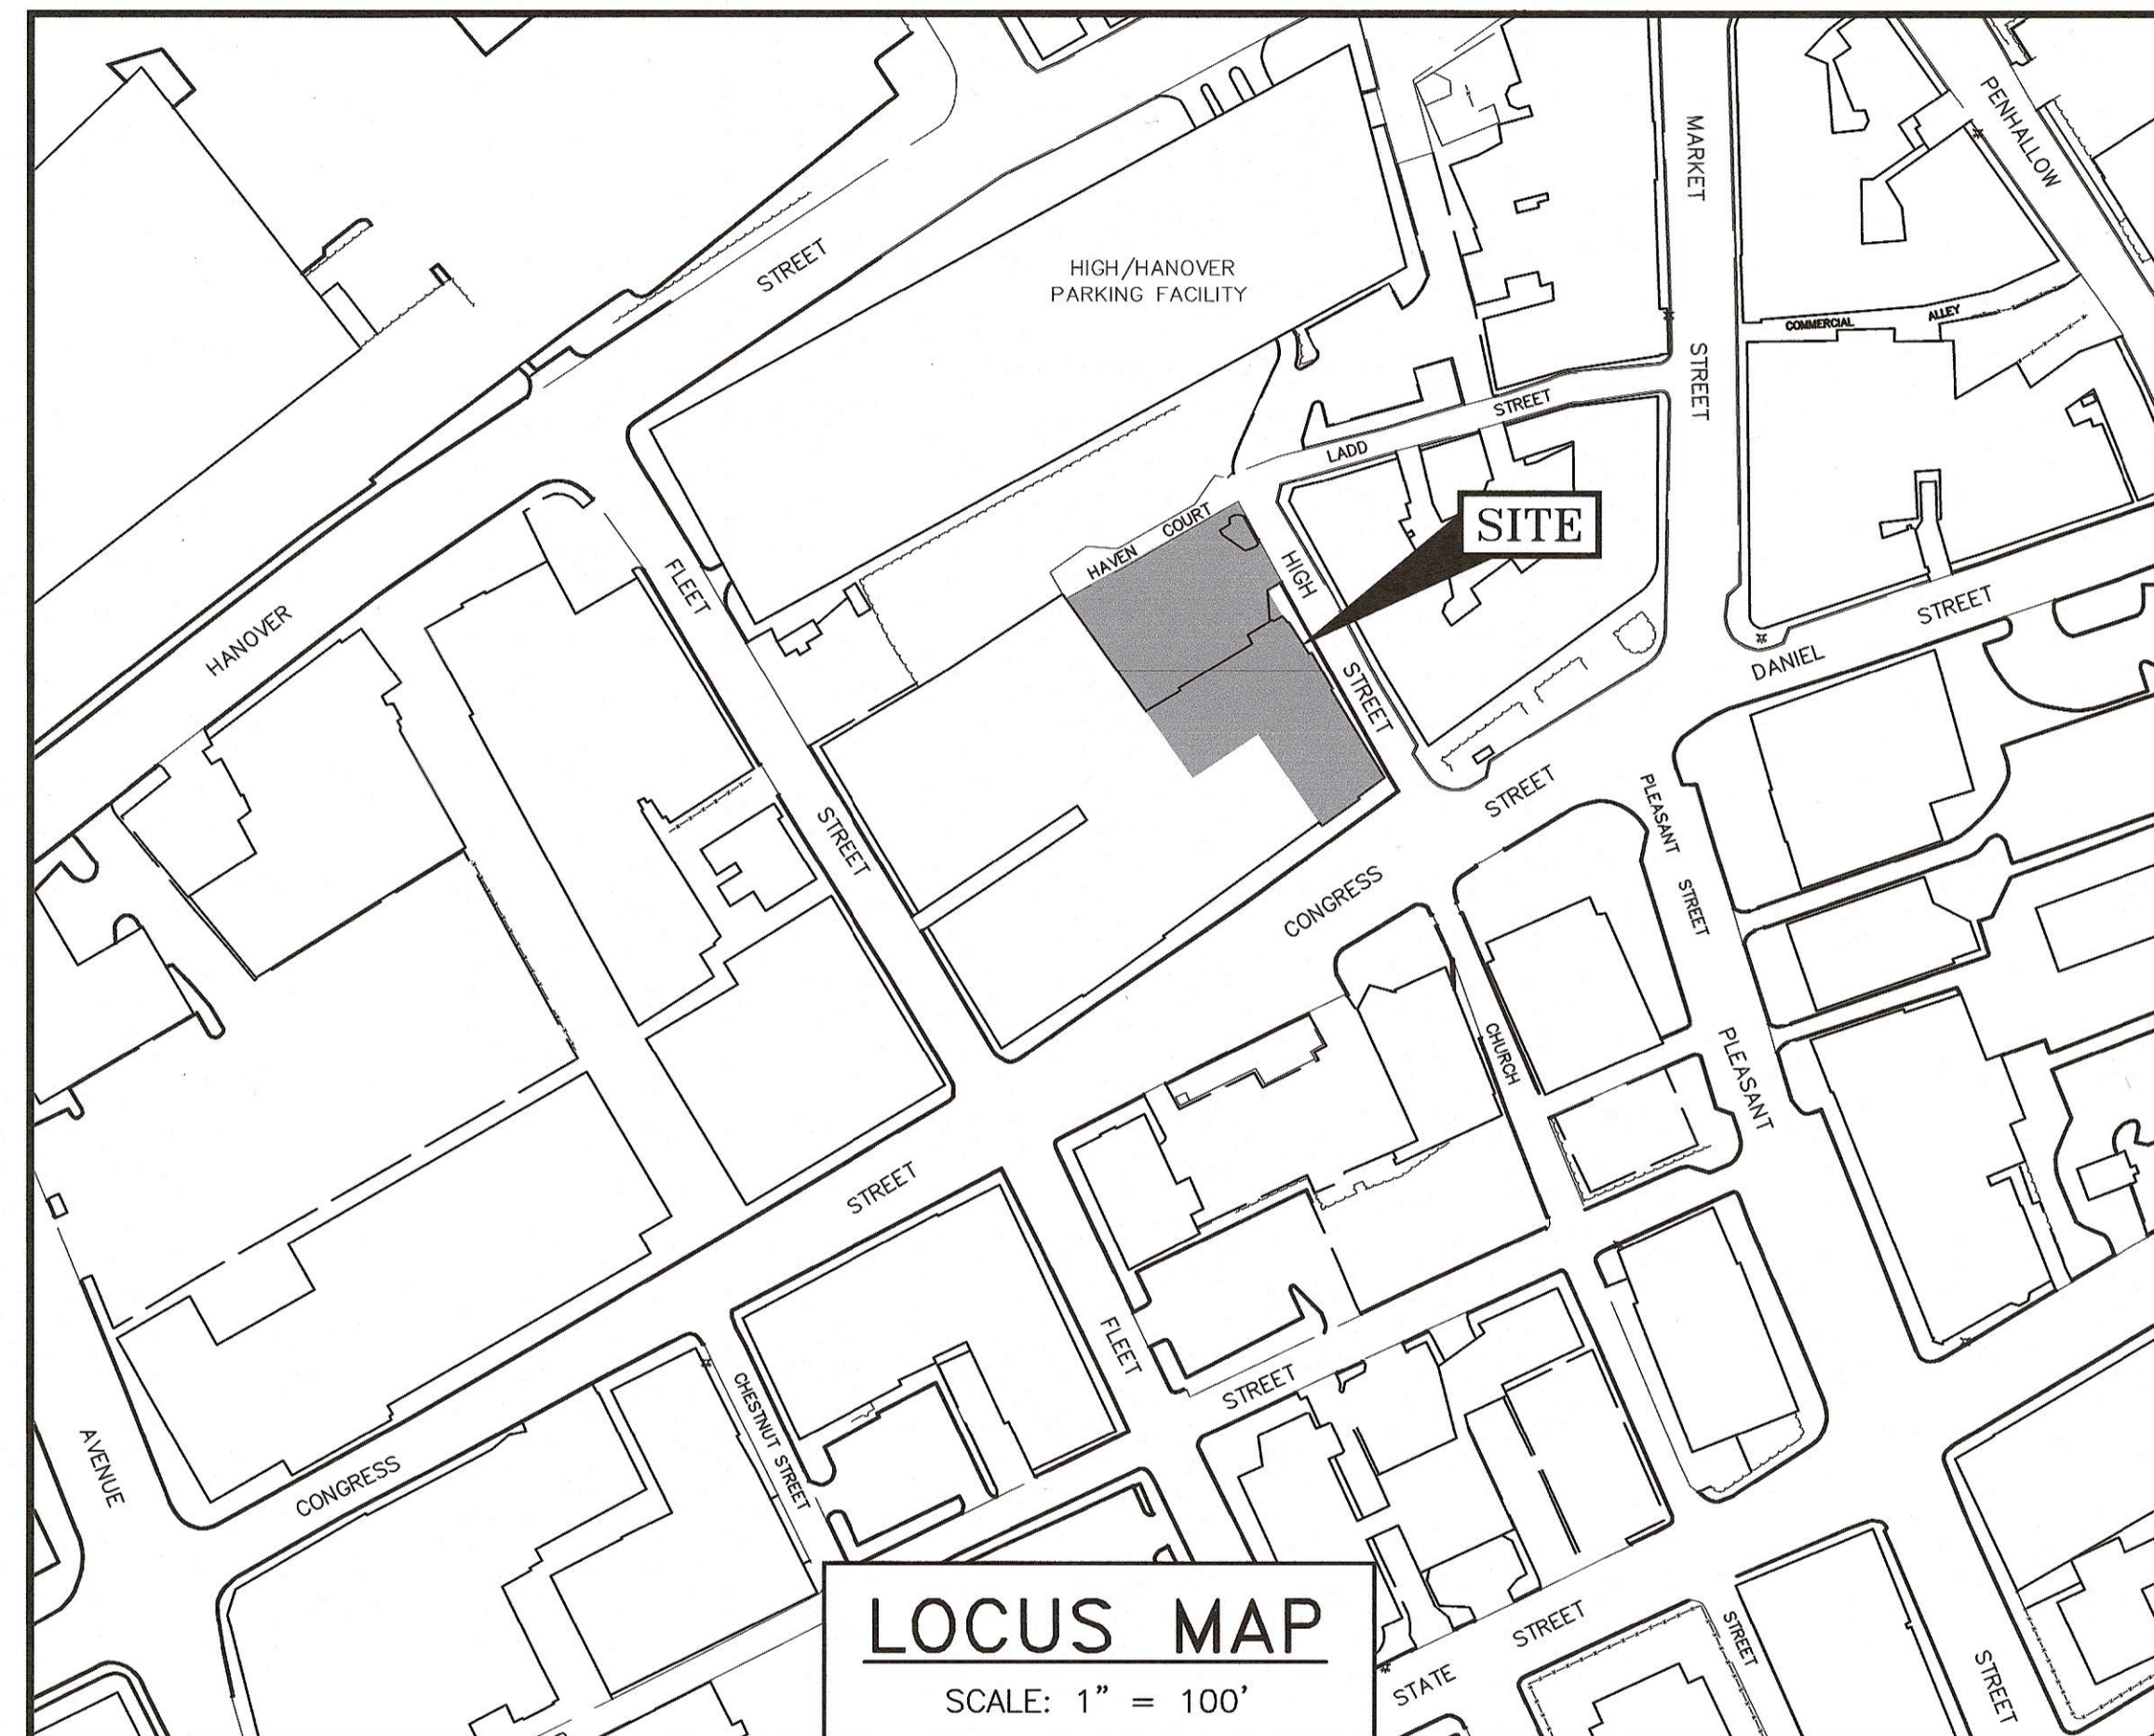 PENHALLOW
MARKET
STREET
HIGH/HANOVER
PARKING FACILITY
COMMERCIAL ALLEY
STREET
LADD STREET
SITE
HAVEN COURT
HIGH
STREET
FLEET
STREET
HANOVER
STREET
DANIEL
STREET
CONGRESS
STREET
PLEASANT
STREET
CHURCH
PLEASANT
STREET
FLEET
STREET
CHESTNUT STREET
AVENUE
CONGRESS
LOCUS MAP
SCALE: 1" = 100'
STATE
STREET
STREET
STREET